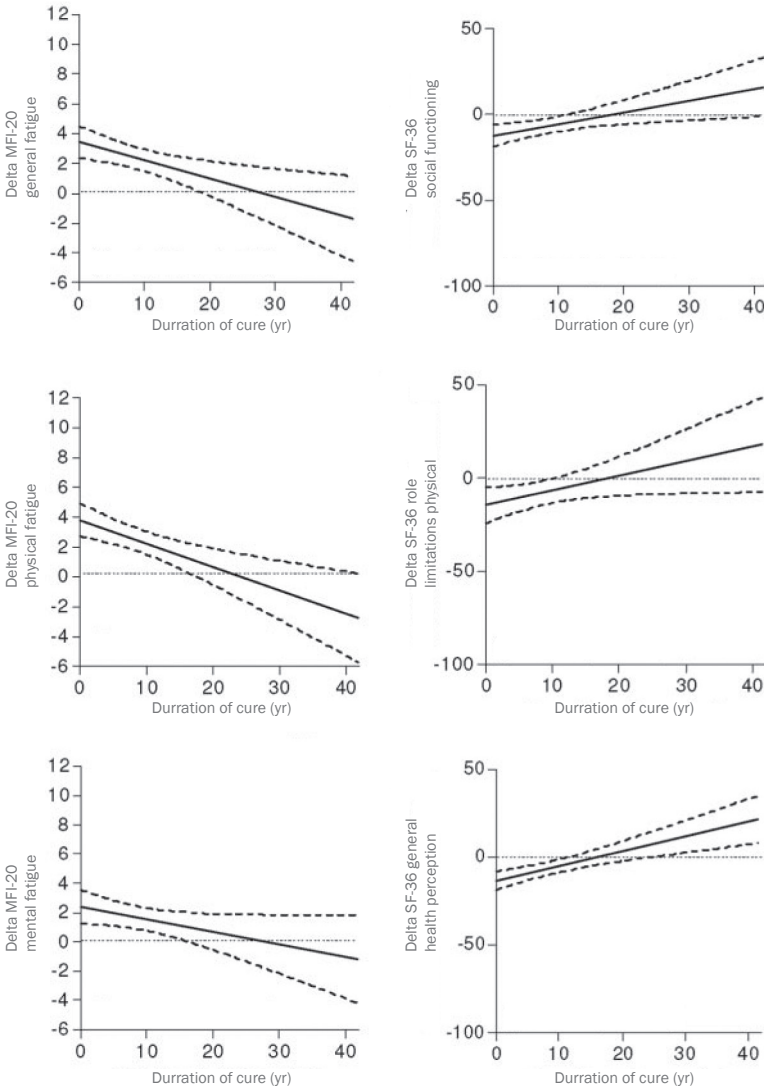 12
10
8
6
4
2
0
-2
-4
-6
Delta MFI-20
general fatigue
0 10 20 30 40
Durration of cure (yr)
50
0
-50
-100
Delta SF-36
social functioning
0 10 20 30 40
Durration of cure (yr)
12
10
8
6
4
2
0
-2
-4
-6
Delta MFI-20
physical fatigue
0 10 20 30 40
Durration of cure (yr)
50
0
-50
-100
Delta SF-36 role
limitations physical
0 10 20 30 40
Durration of cure (yr)
12
10
8
6
4
2
0
-2
-4
-6
Delta MFI-20
mental fatigue
0 10 20 30 40
Durration of cure (yr)
50
0
-50
-100
Delta SF-36 general
health perception
0 10 20 30 40
Durration of cure (yr)